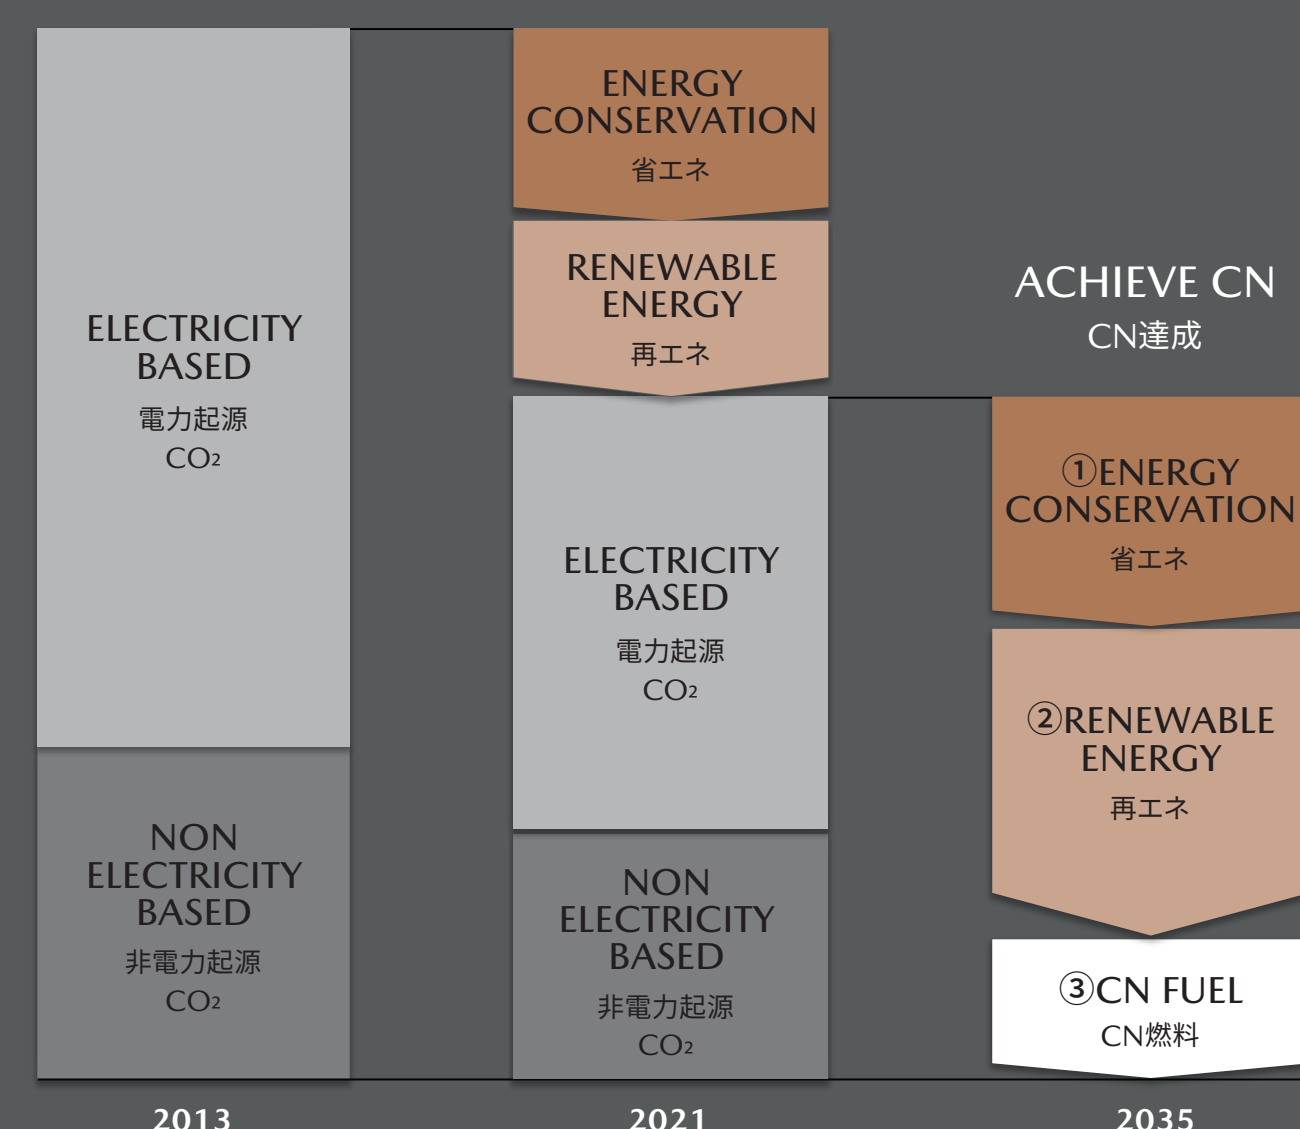 ELECTRICITY
BASED
電力起源
CO₂
NON
ELECTRICITY
BASED
非電力起源
CO₂
2013
ENERGY
CONSERVATION
省エネ
RENEWABLE
ENERGY
再エネ
ELECTRICITY
BASED
電力起源
CO₂
NON
ELECTRICITY
BASED
非電力起源
CO₂
2021
ACHIEVE CN
CN達成
①ENERGY
CONSERVATION
省エネ
②RENEWABLE
ENERGY
再エネ
③CN FUEL
CN燃料
2035